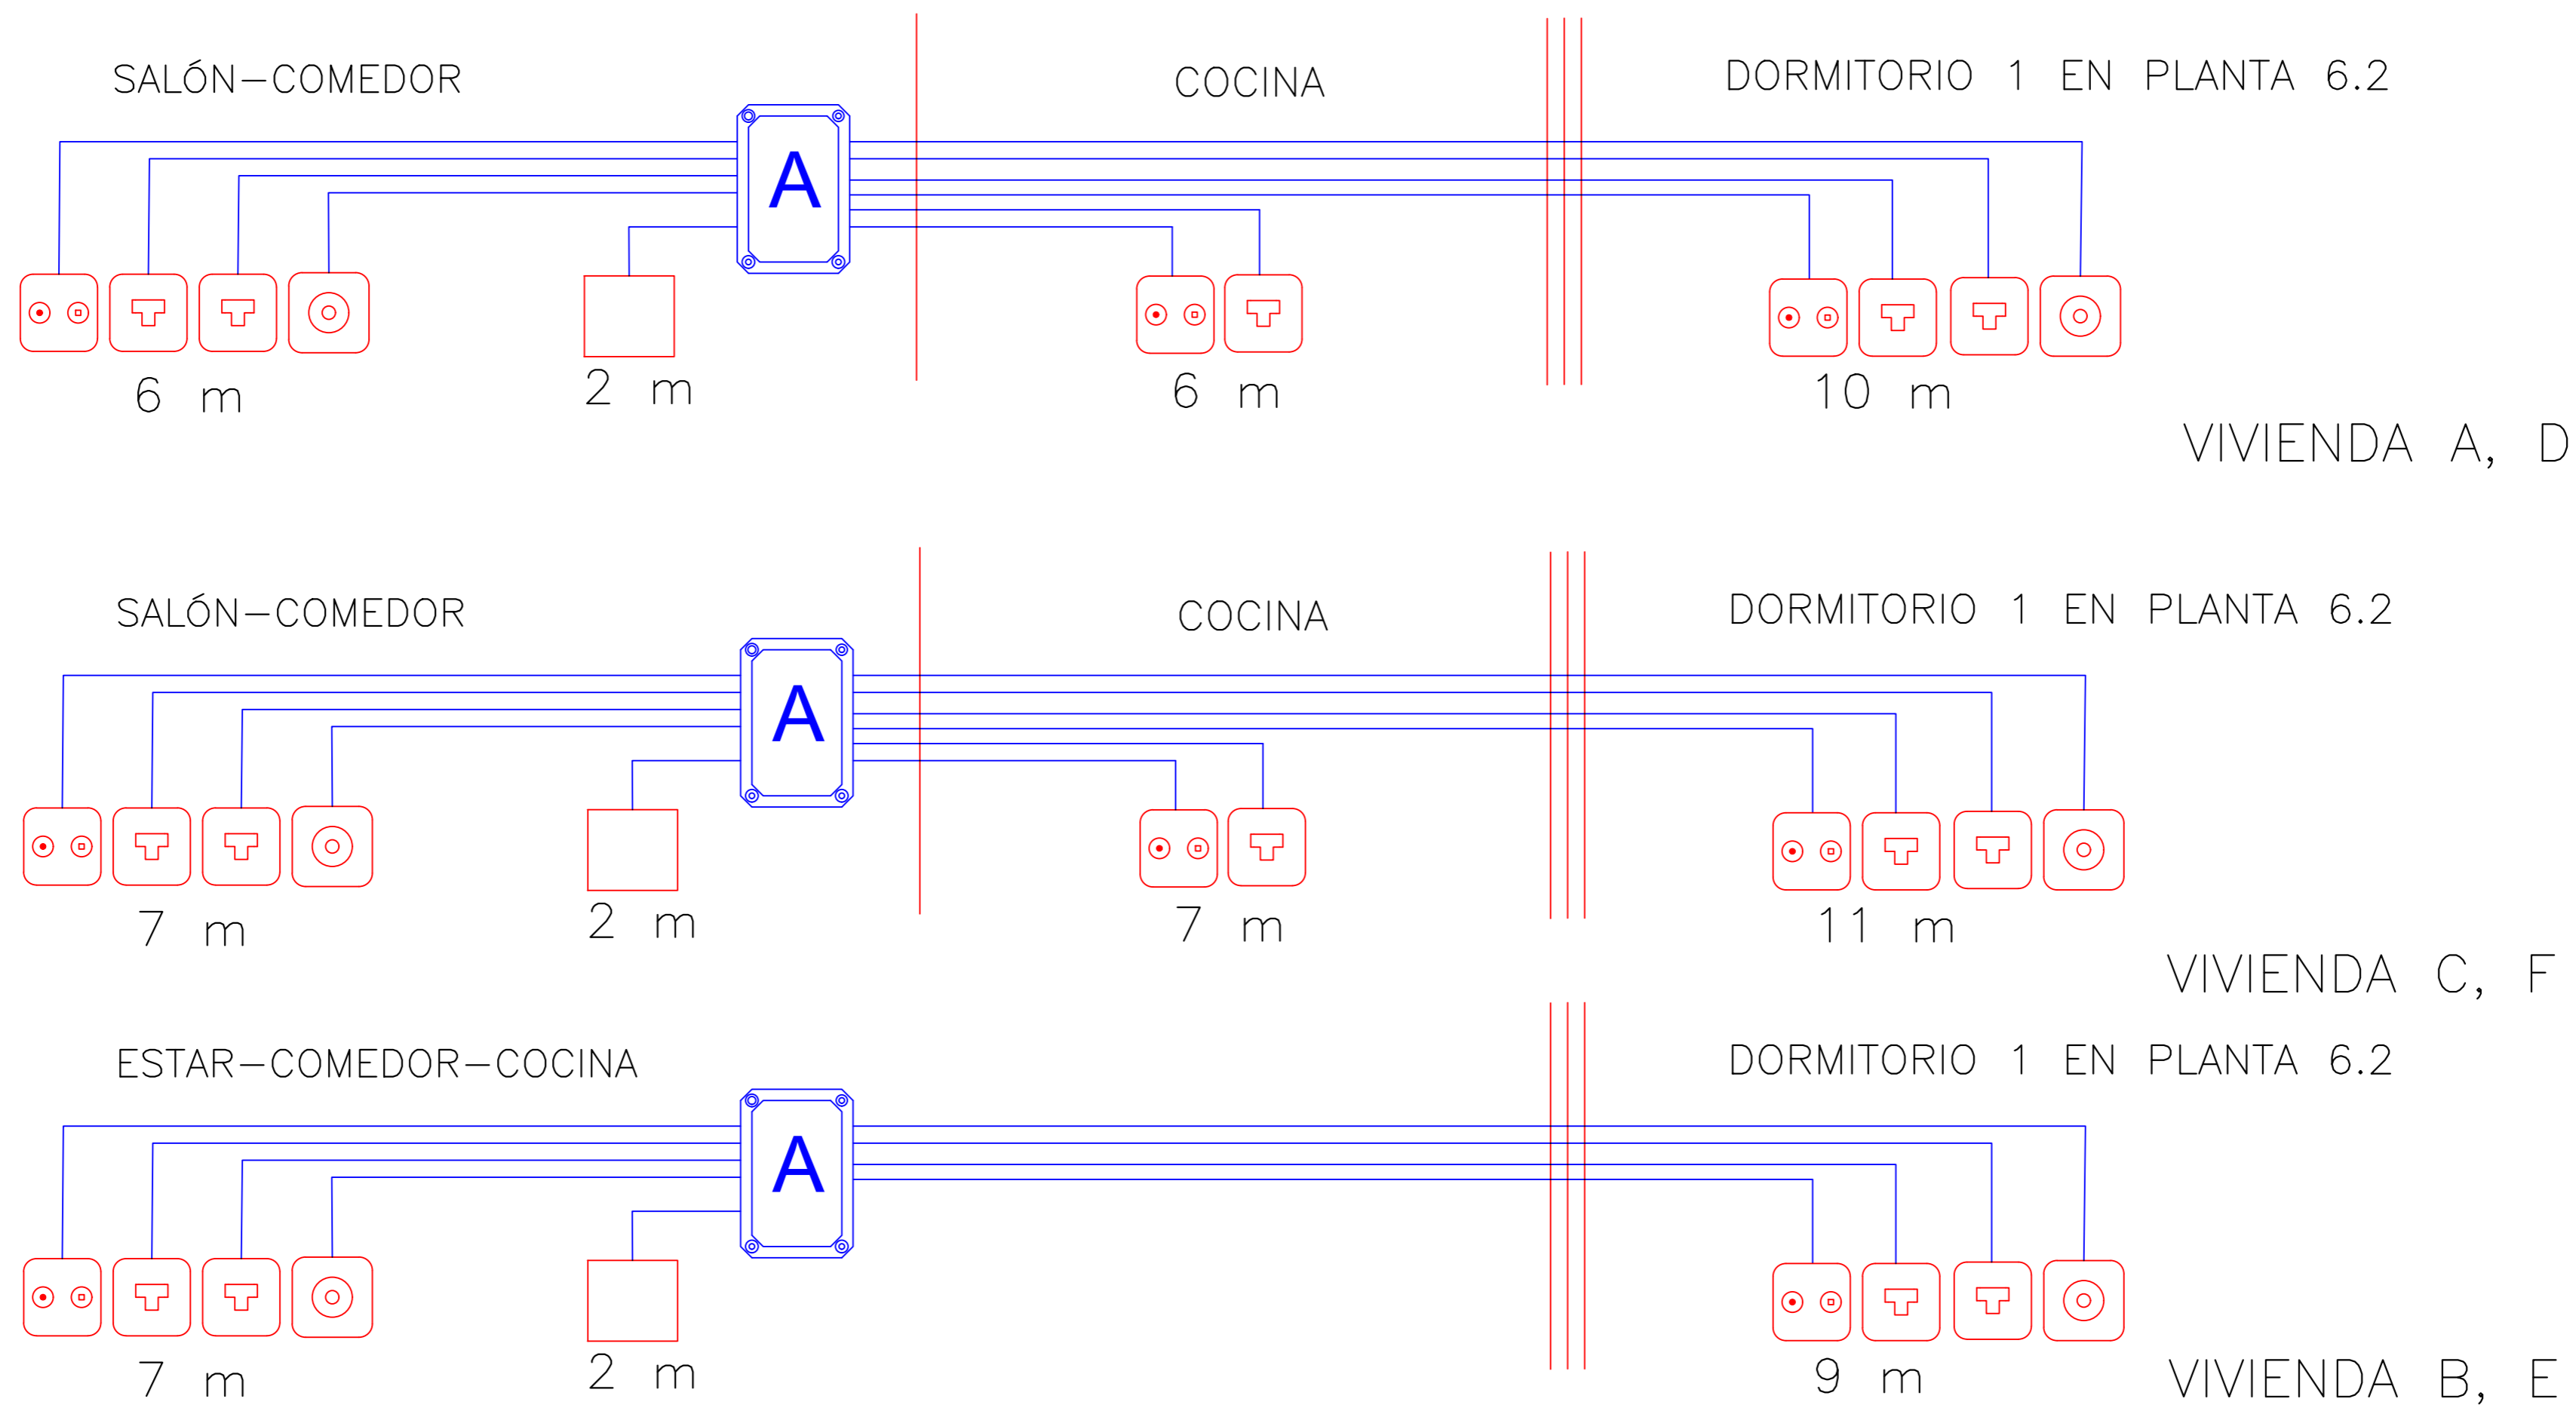 SALÓN-COMEDOR
COCINA
DORMITORIO 1 EN PLANTA 6.2
A
6 m
2 m
6 m
10 m
VIVIENDA A, D
SALÓN-COMEDOR
COCINA
DORMITORIO 1 EN PLANTA 6.2
A
7 m
2 m
7 m
11 m
VIVIENDA C, F
ESTAR-COMEDOR-COCINA
DORMITORIO 1 EN PLANTA 6.2
A
7 m
2 m
9 m
VIVIENDA B, E